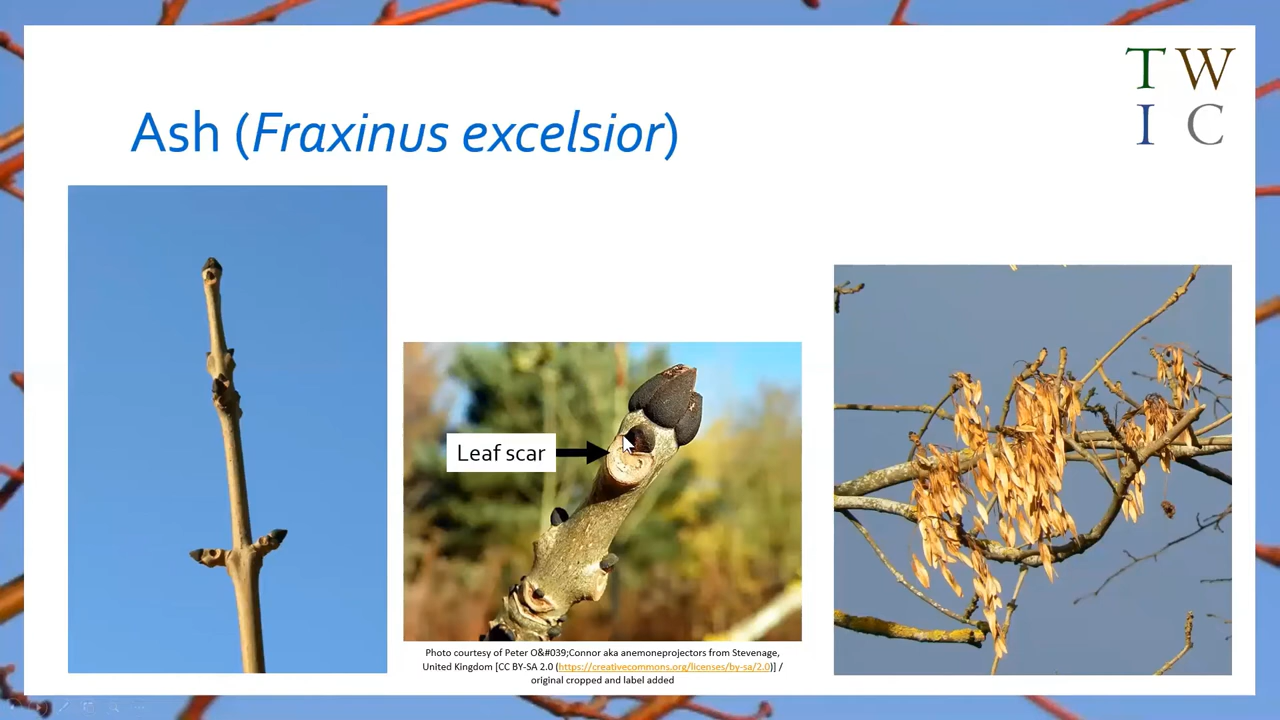 T W
I C
Ash (Fraxinus excelsior)
Leaf scar
Photo courtesy of Peter O&#039;Connor aka anemoneprojectors from Stevenage,
United Kingdom [CC BY-SA 2.0 (https://creativecommons.org/licenses/by-sa/2.0)] /
original cropped and label added